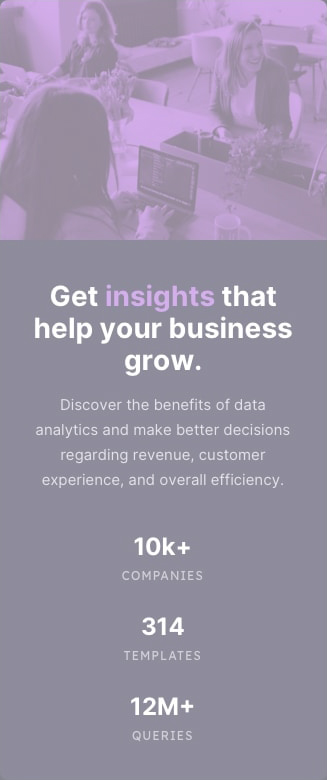 Get insights that
help your business
grow.
Discover the benefits of data
analytics and make better decisions
regarding revenue, customer
experience, and overall efficiency.
10k+
COMPANIES
314
TEMPLATES
12M+
QUERIES